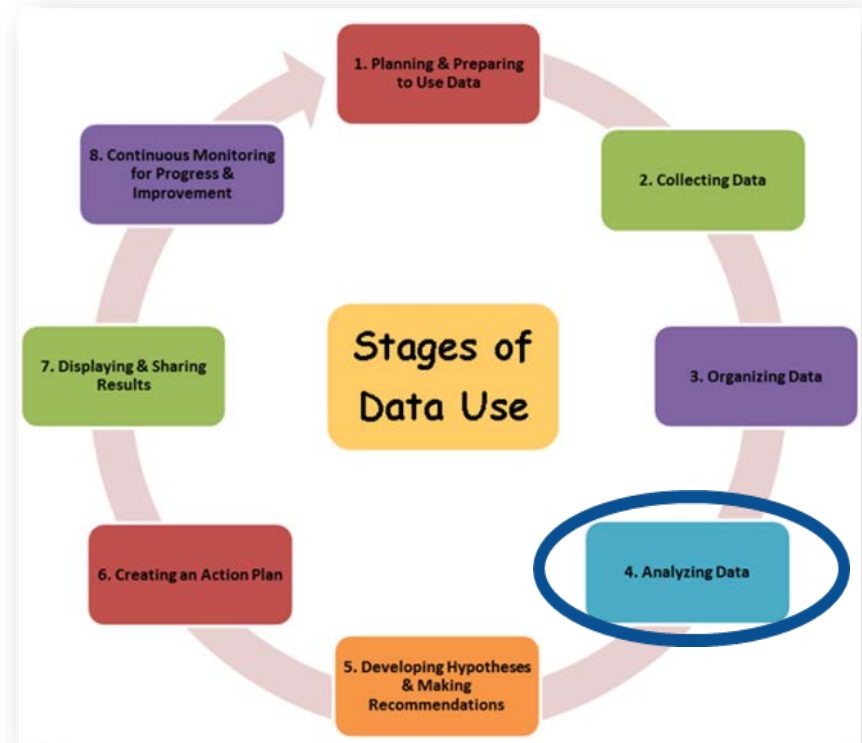 1. Planning & Preparing
to Use Data
2. Collecting Data
3. Organizing Data
4. Analyzing Data
5. Developing Hypotheses
& Making
Recommendations
6. Creating an Action Plan
7. Displaying & Sharing
Results
8. Continuous Monitoring
for Progress &
Improvement
Stages of
Data Use